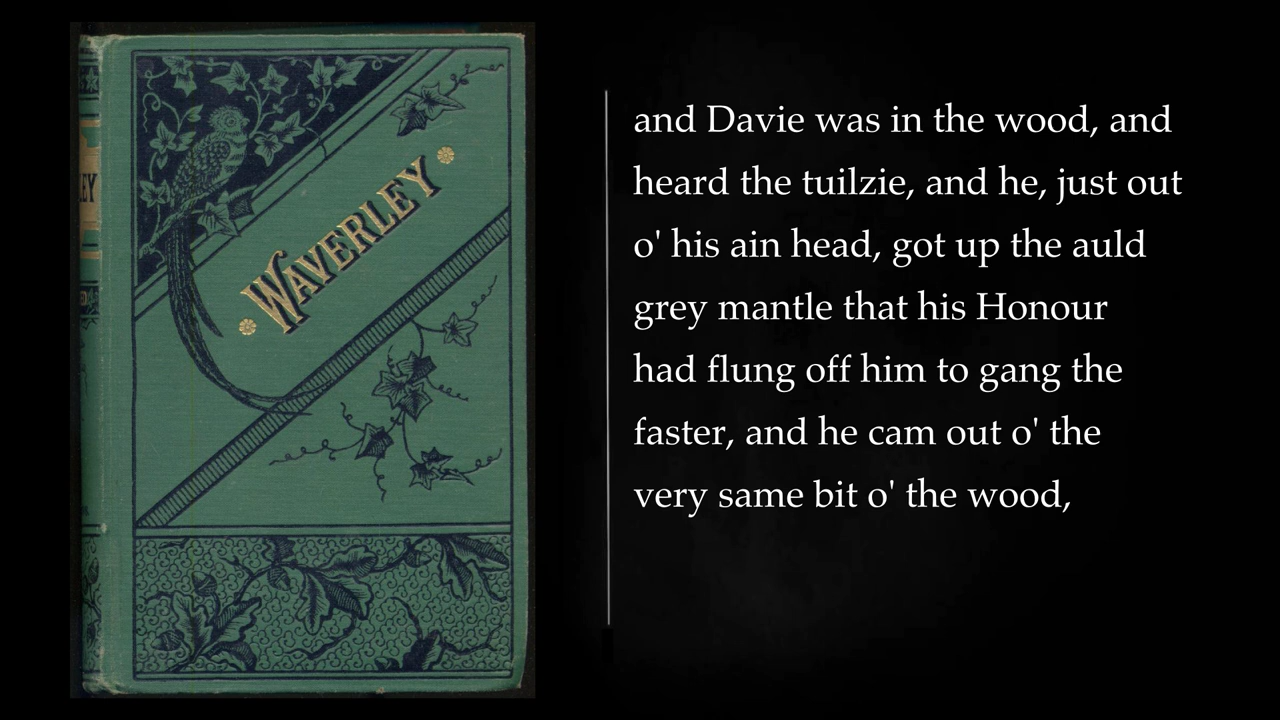 WAVERLEY
and Davie was in the wood, and
heard the tuilzie, and he, just out
o' his ain head, got up the auld
grey mantle that his Honour
had flung off him to gang the
faster, and he cam out o' the
very same bit o' the wood,